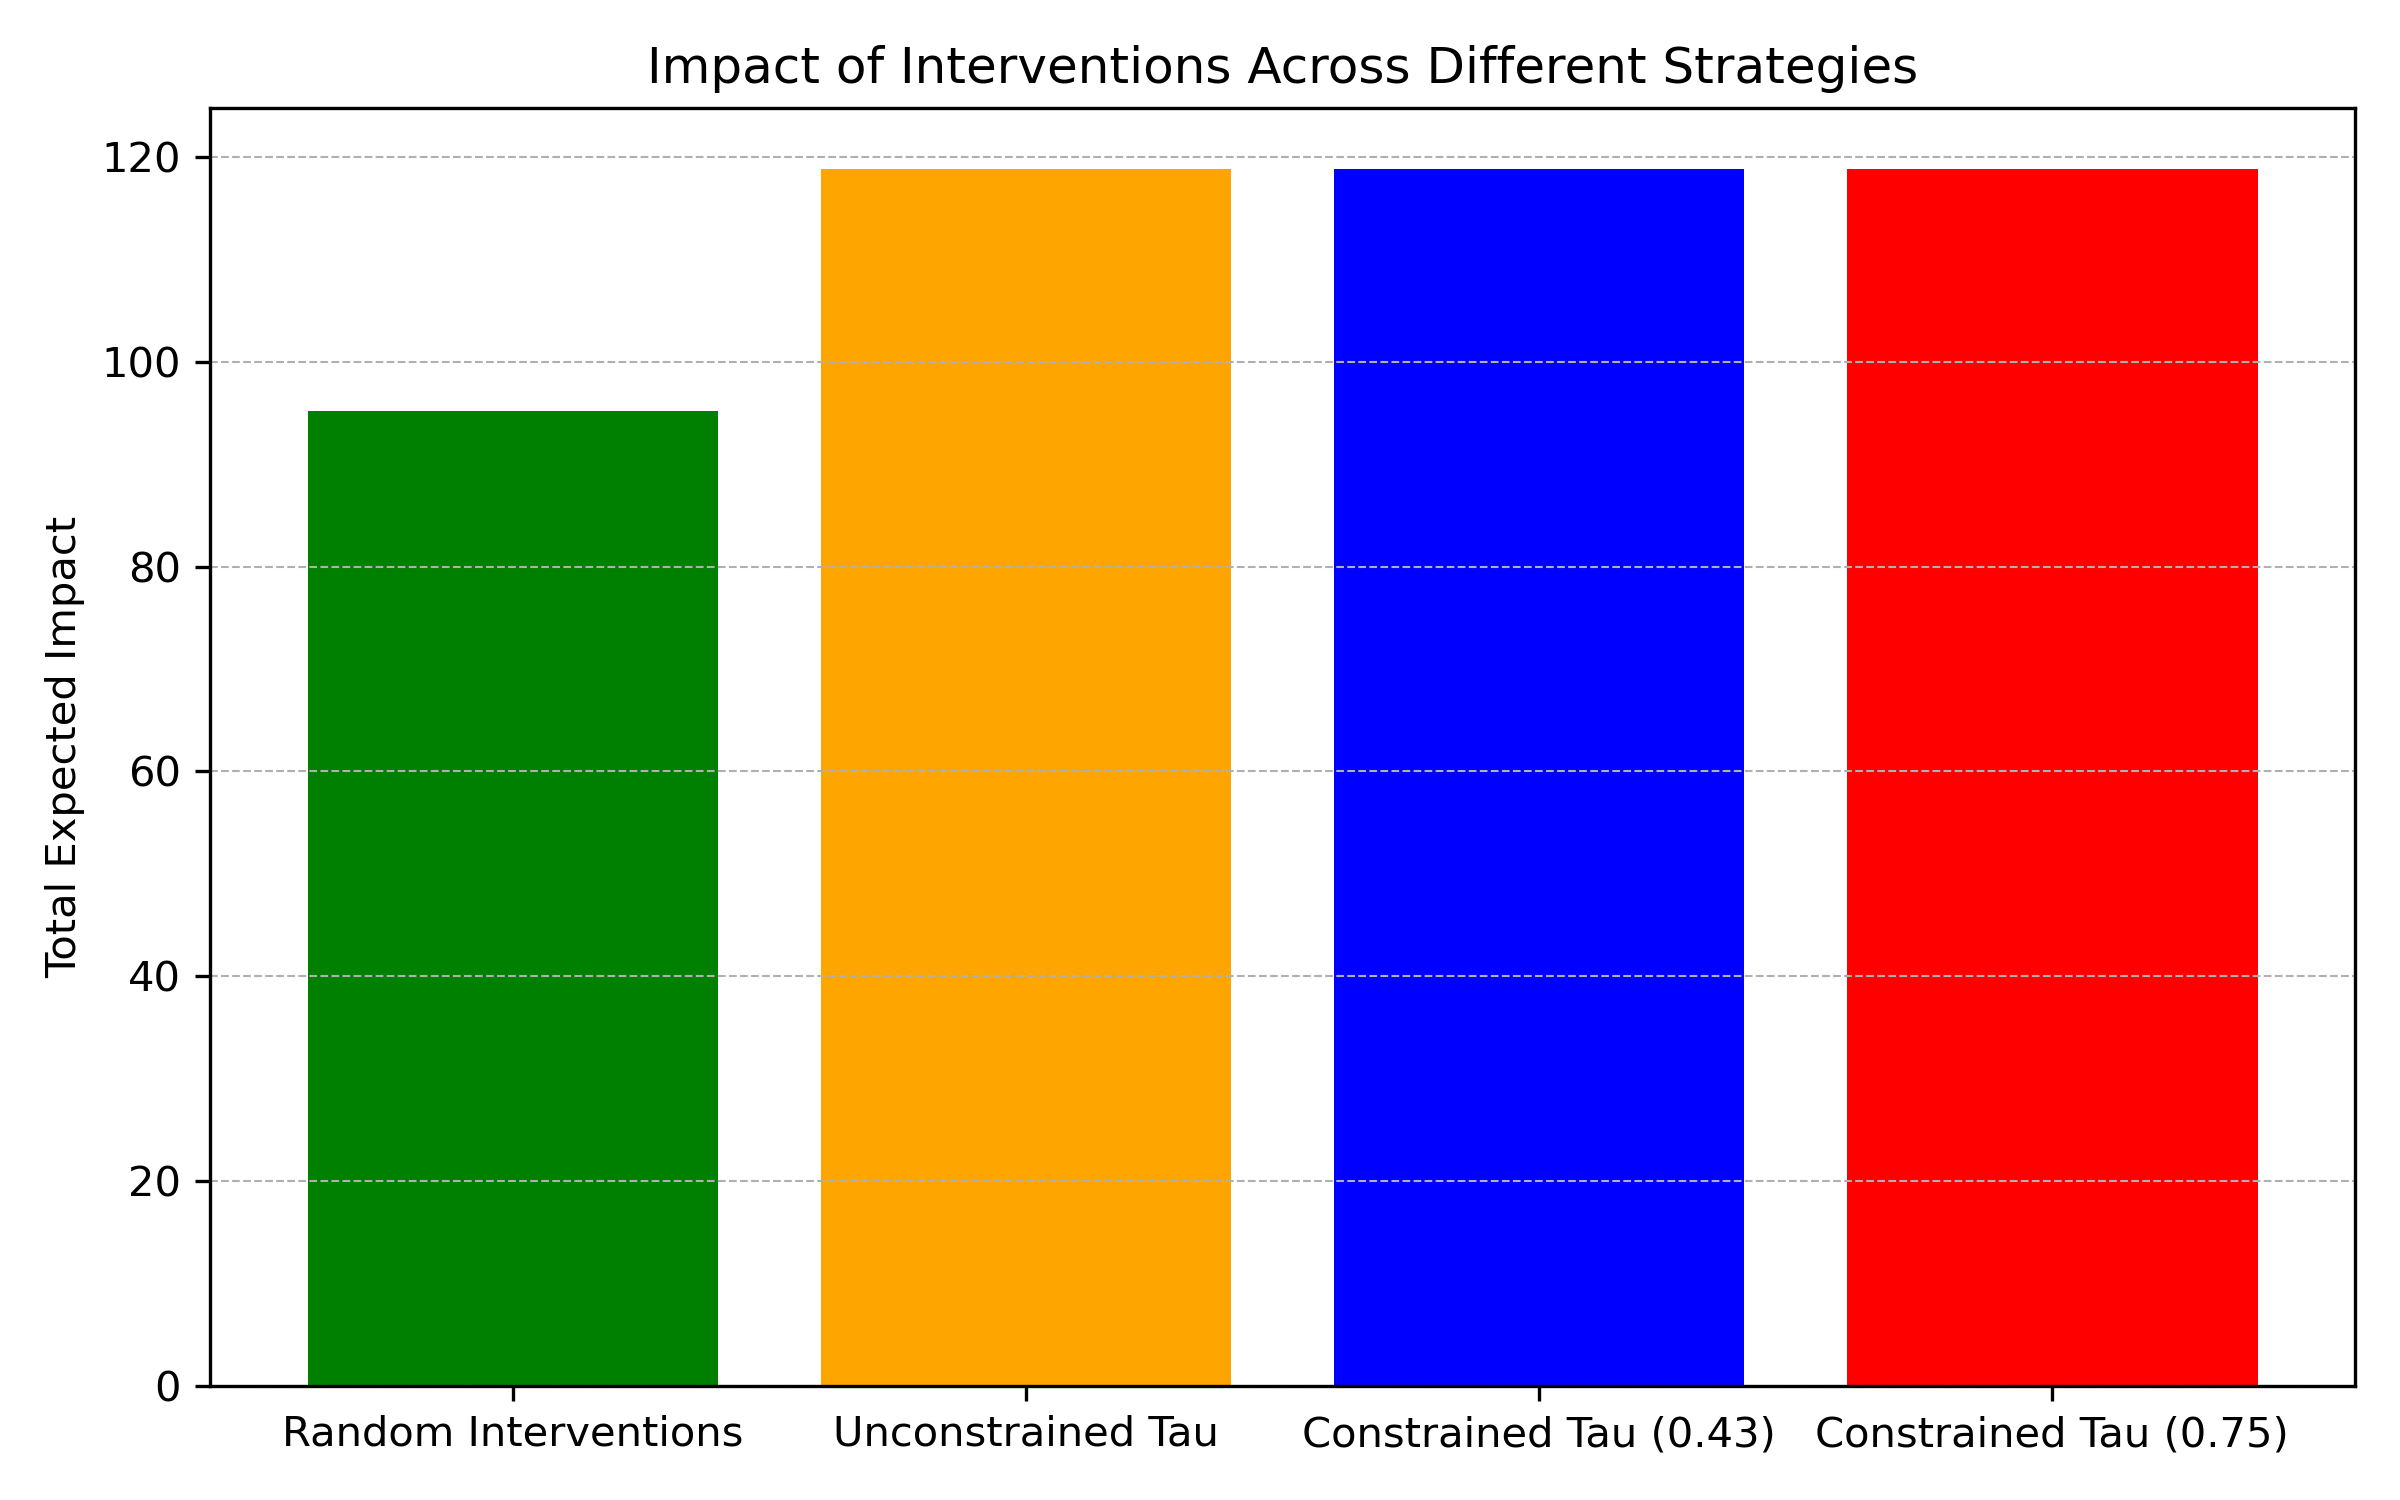 Impact of Interventions Across Different Strategies
Total Expected Impact
120
100
80
60
40
20
0
Random Interventions
Unconstrained Tau
Constrained Tau (0.43)
Constrained Tau (0.75)